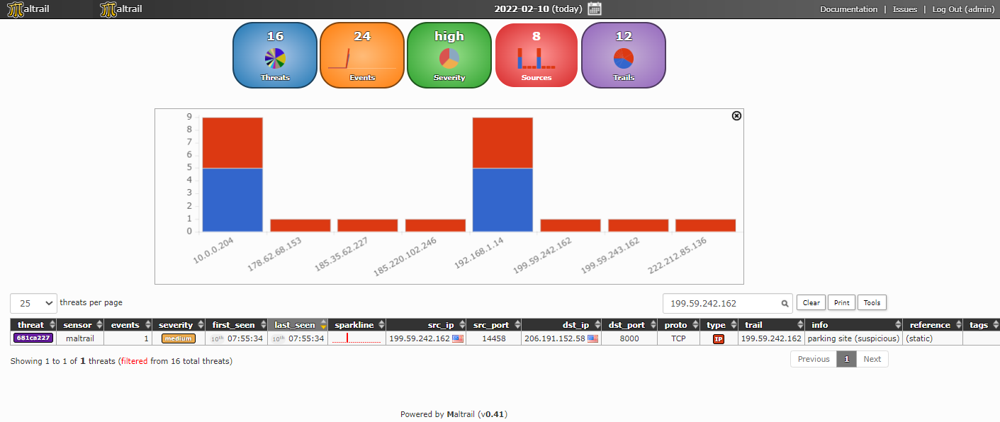 altrail altrail 2022-02-10 (today) Documentation | Issues | Log Out (admin)
16 24 high 8 12
Threats Events Severity Sources Trails
9
8
7
6
5
4
3
2
1
0
10.0.0.204 178.62.68.153 185.35.62.227 185.220.102.246 192.168.1.14 199.59.242.162 199.59.243.162 222.212.85.136
25 threats per page 199.59.242.162 Clear Print Tools
threat sensor events severity first_seen last_seen sparkline src_ip src_port dst_ip dst_port proto type trail info reference tags
681ca227 maltrail 1 medium 10th 07:55:34 10th 07:55:34 199.59.242.162 14458 206.191.152.58 8000 TCP IP 199.59.242.162 parking site (suspicious) (static)
Showing 1 to 1 of 1 threats (filtered from 16 total threats) Previous 1 Next
Powered by Maltrail (v0.41)